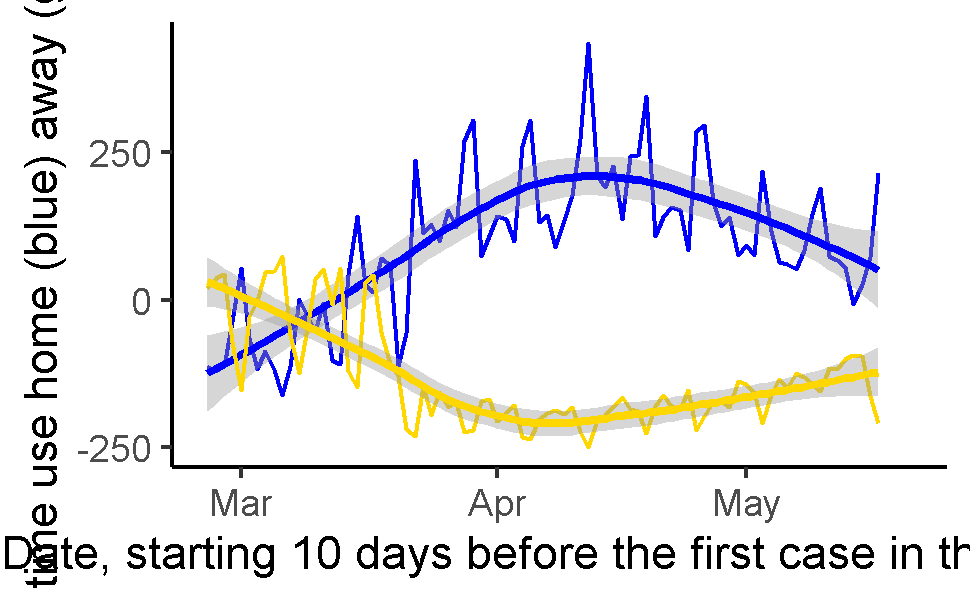 time use home (blue) away (
250
0
-250
Mar Apr May
Date, starting 10 days before the first case in th